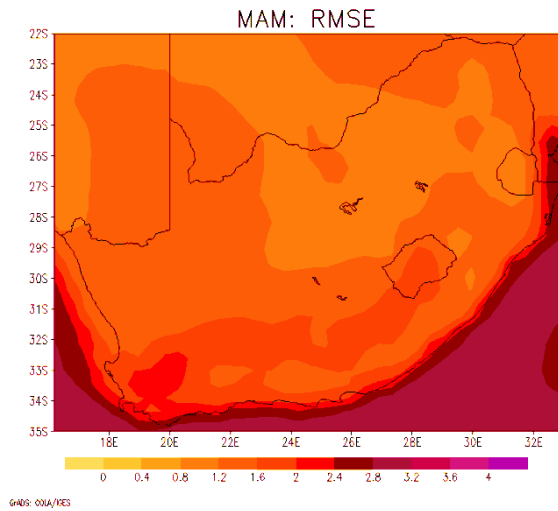 MAM: RMSE
22S
23S
24S
25S
26S
27S
28S
29S
30S
31S
32S
33S
34S
35S
18E 20E 22E 24E 26E 28E 30E 32E
0 0.4 0.8 1.2 1.6 2 2.4 2.8 3.2 3.6 4
GrADS: COLA/IGES